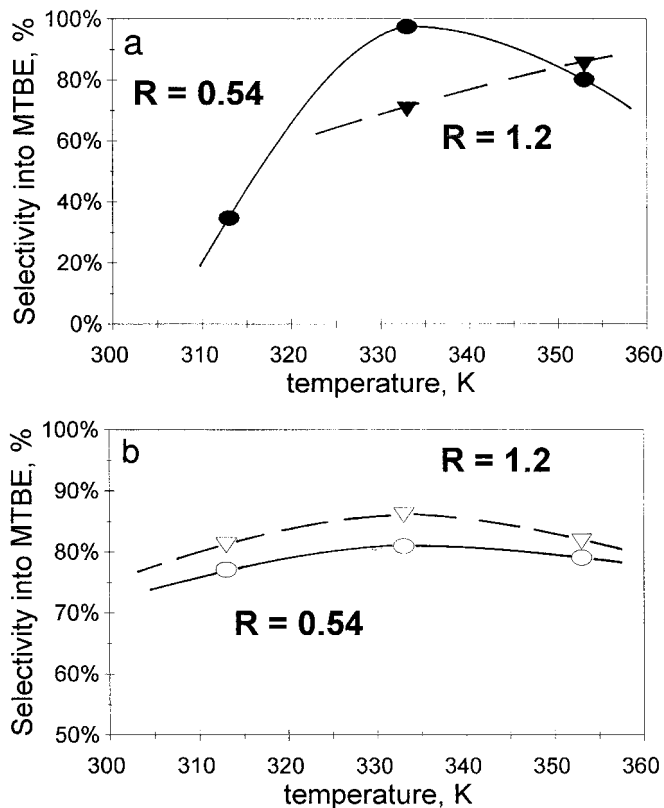 100%
a
80%
R = 0.54
60%
R = 1.2
40%
20%
0%
300 310 320 330 340 350 360
temperature, K
Selectivity into MTBE, %
100%
b
R = 1.2
90%
80%
70%
R = 0.54
60%
50%
300 310 320 330 340 350 360
temperature, K
Selectivity into MTBE, %